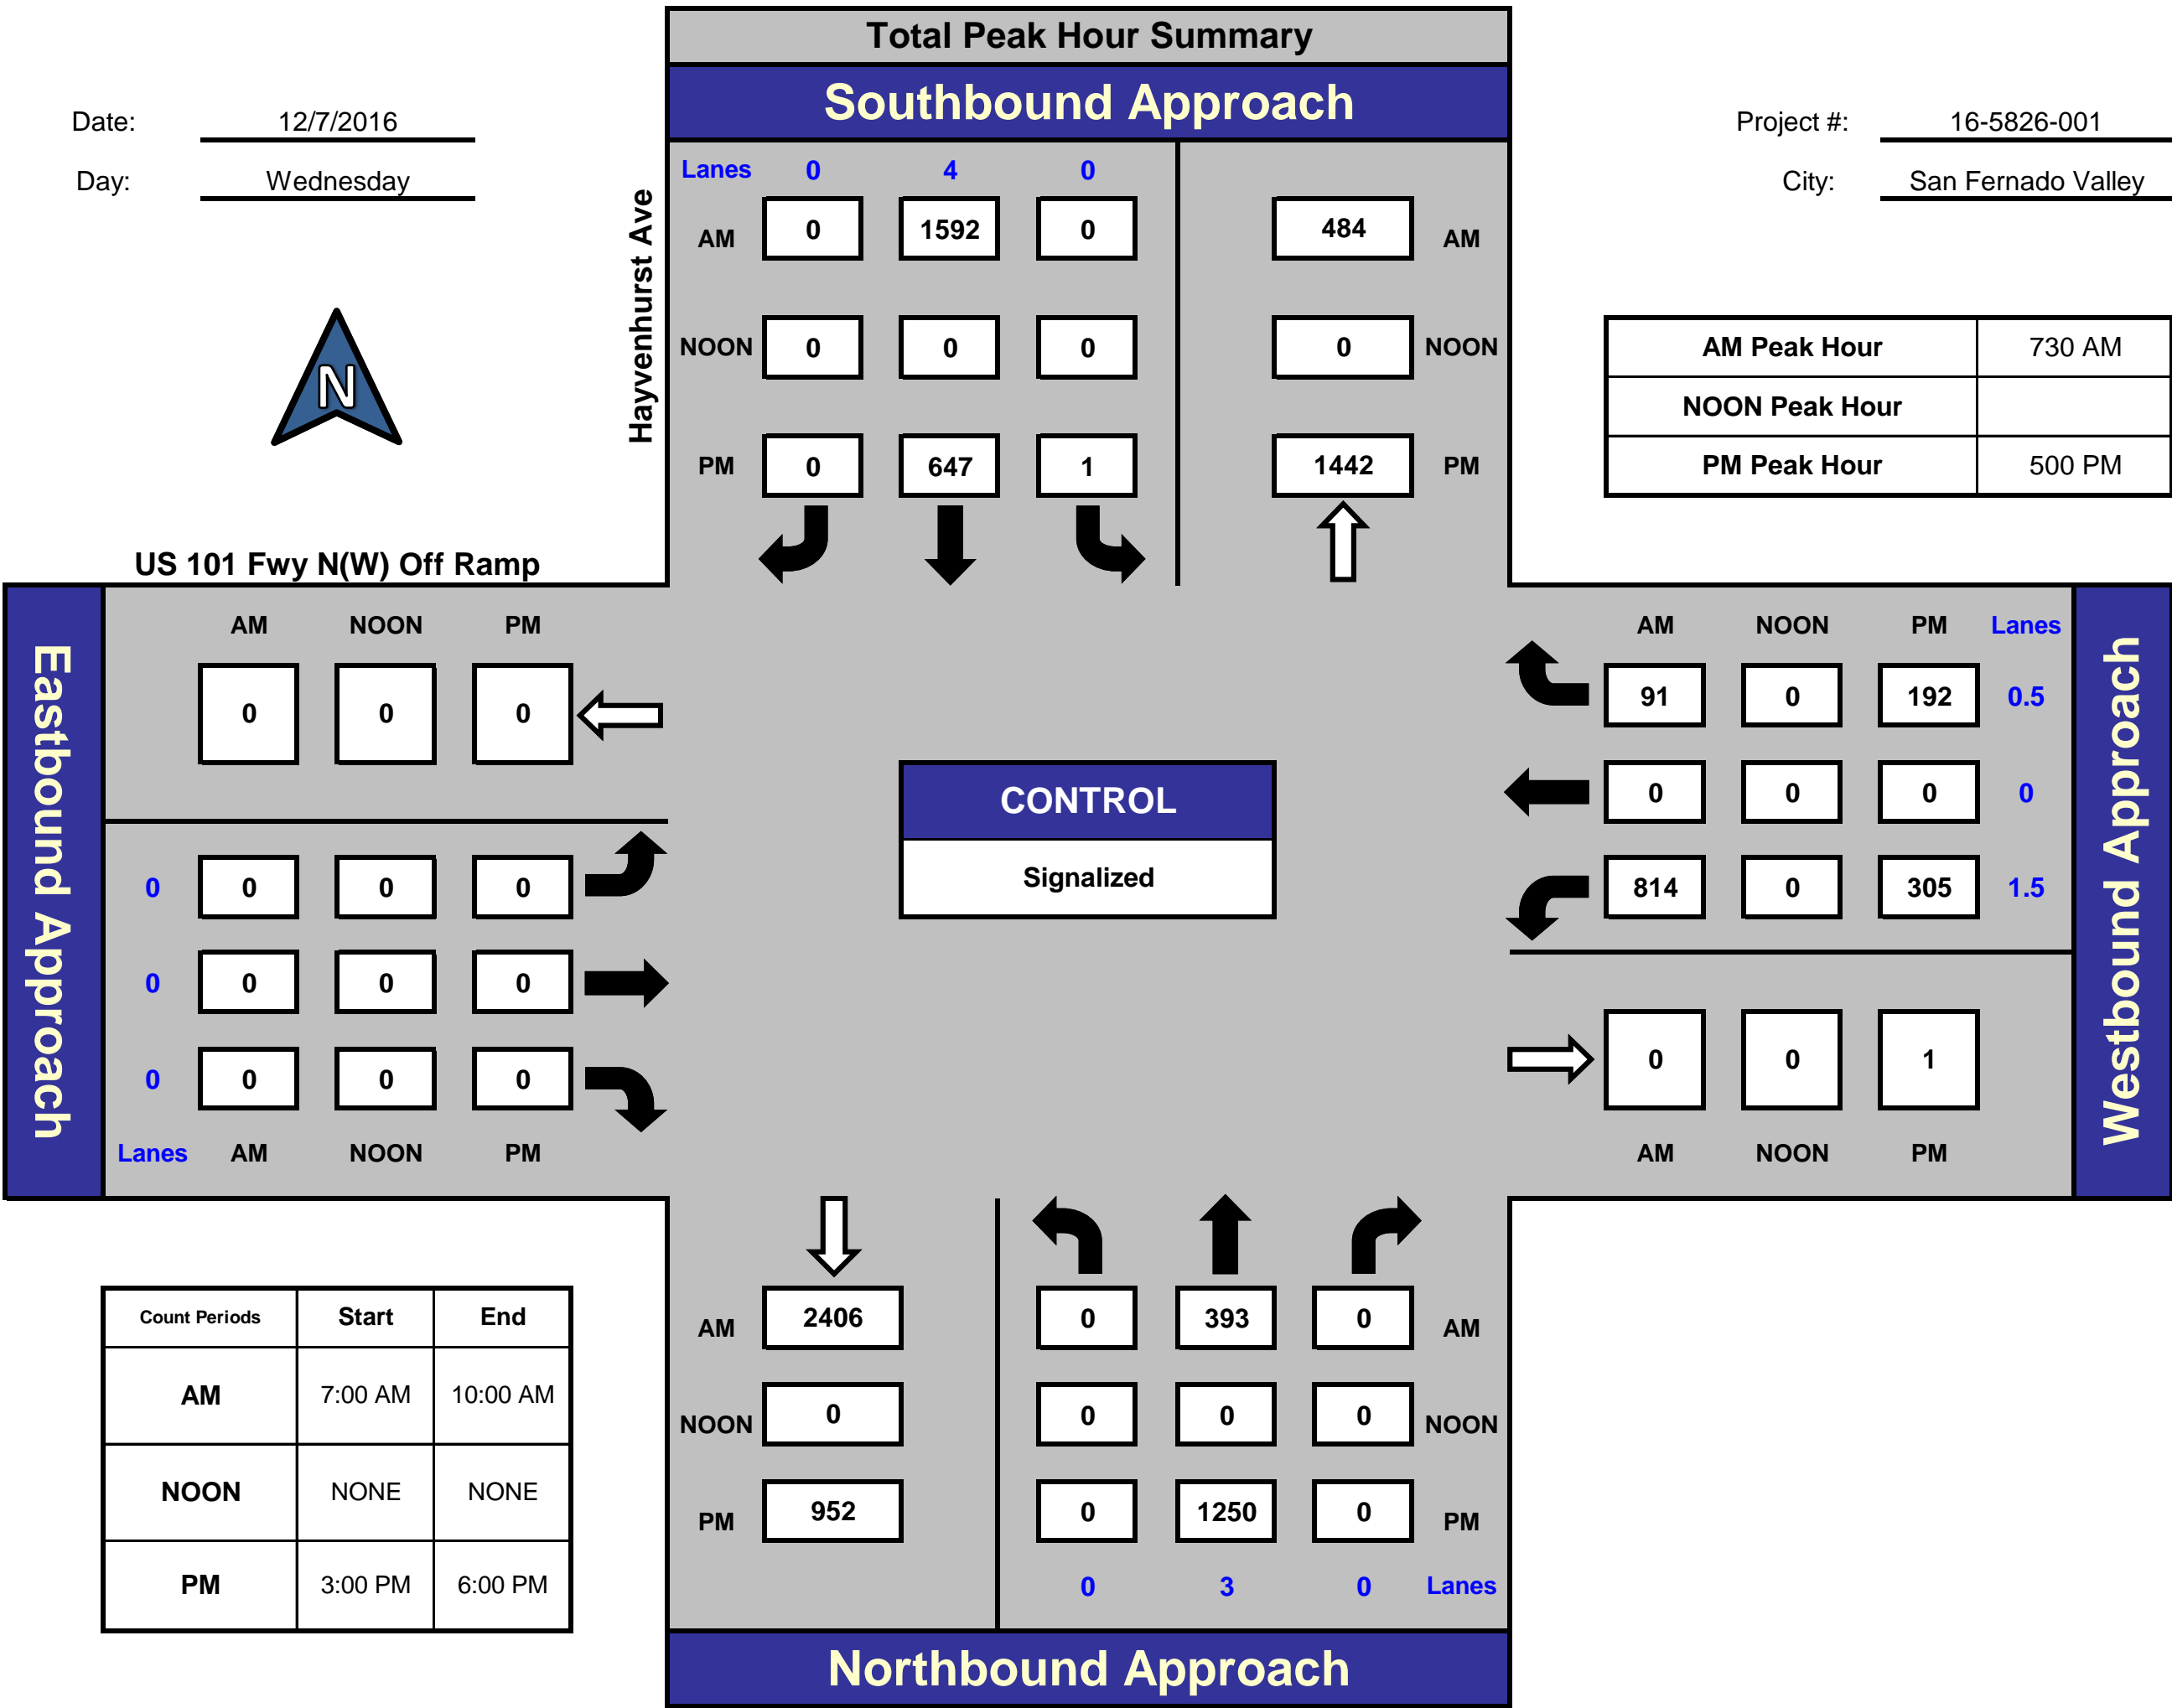 Total Peak Hour Summary
Southbound Approach
Date: 12/7/2016
Day: Wednesday
Project #: 16-5826-001
City: San Fernado Valley
N
Hayvenhurst Ave
Lanes 0 4 0
AM 0 1592 0 484 AM
NOON 0 0 0 0 NOON
PM 0 647 1 1442 PM
AM Peak Hour 730 AM
NOON Peak Hour
PM Peak Hour 500 PM
US 101 Fwy N(W) Off Ramp
Eastbound Approach
AM NOON PM
0 0 0
0 0 0 0
0 0 0 0
0 0 0 0
Lanes AM NOON PM
CONTROL
Signalized
AM NOON PM Lanes
91 0 192 0.5
0 0 0 0
814 0 305 1.5
0 0 1
AM NOON PM
Westbound Approach
Count Periods Start End
AM 7:00 AM 10:00 AM
NOON NONE NONE
PM 3:00 PM 6:00 PM
AM 2406 0 393 0 AM
NOON 0 0 0 0 NOON
PM 952 0 1250 0 PM
0 3 0 Lanes
Northbound Approach